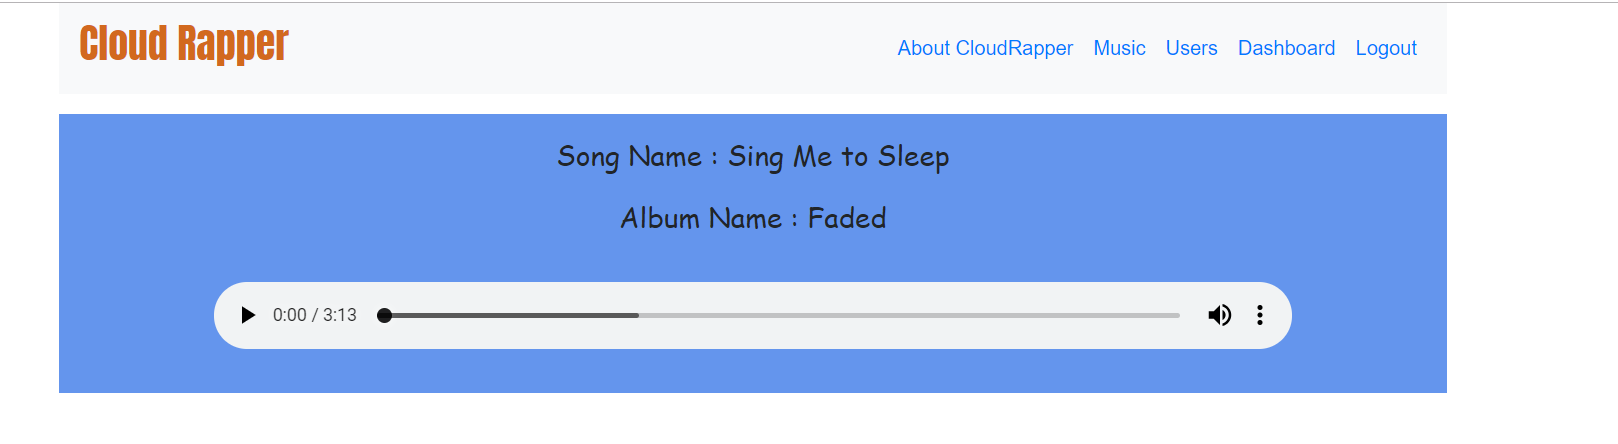 Cloud Rapper
About CloudRapper Music Users Dashboard Logout
Song Name : Sing Me to Sleep
Album Name : Faded
0:00 / 3:13